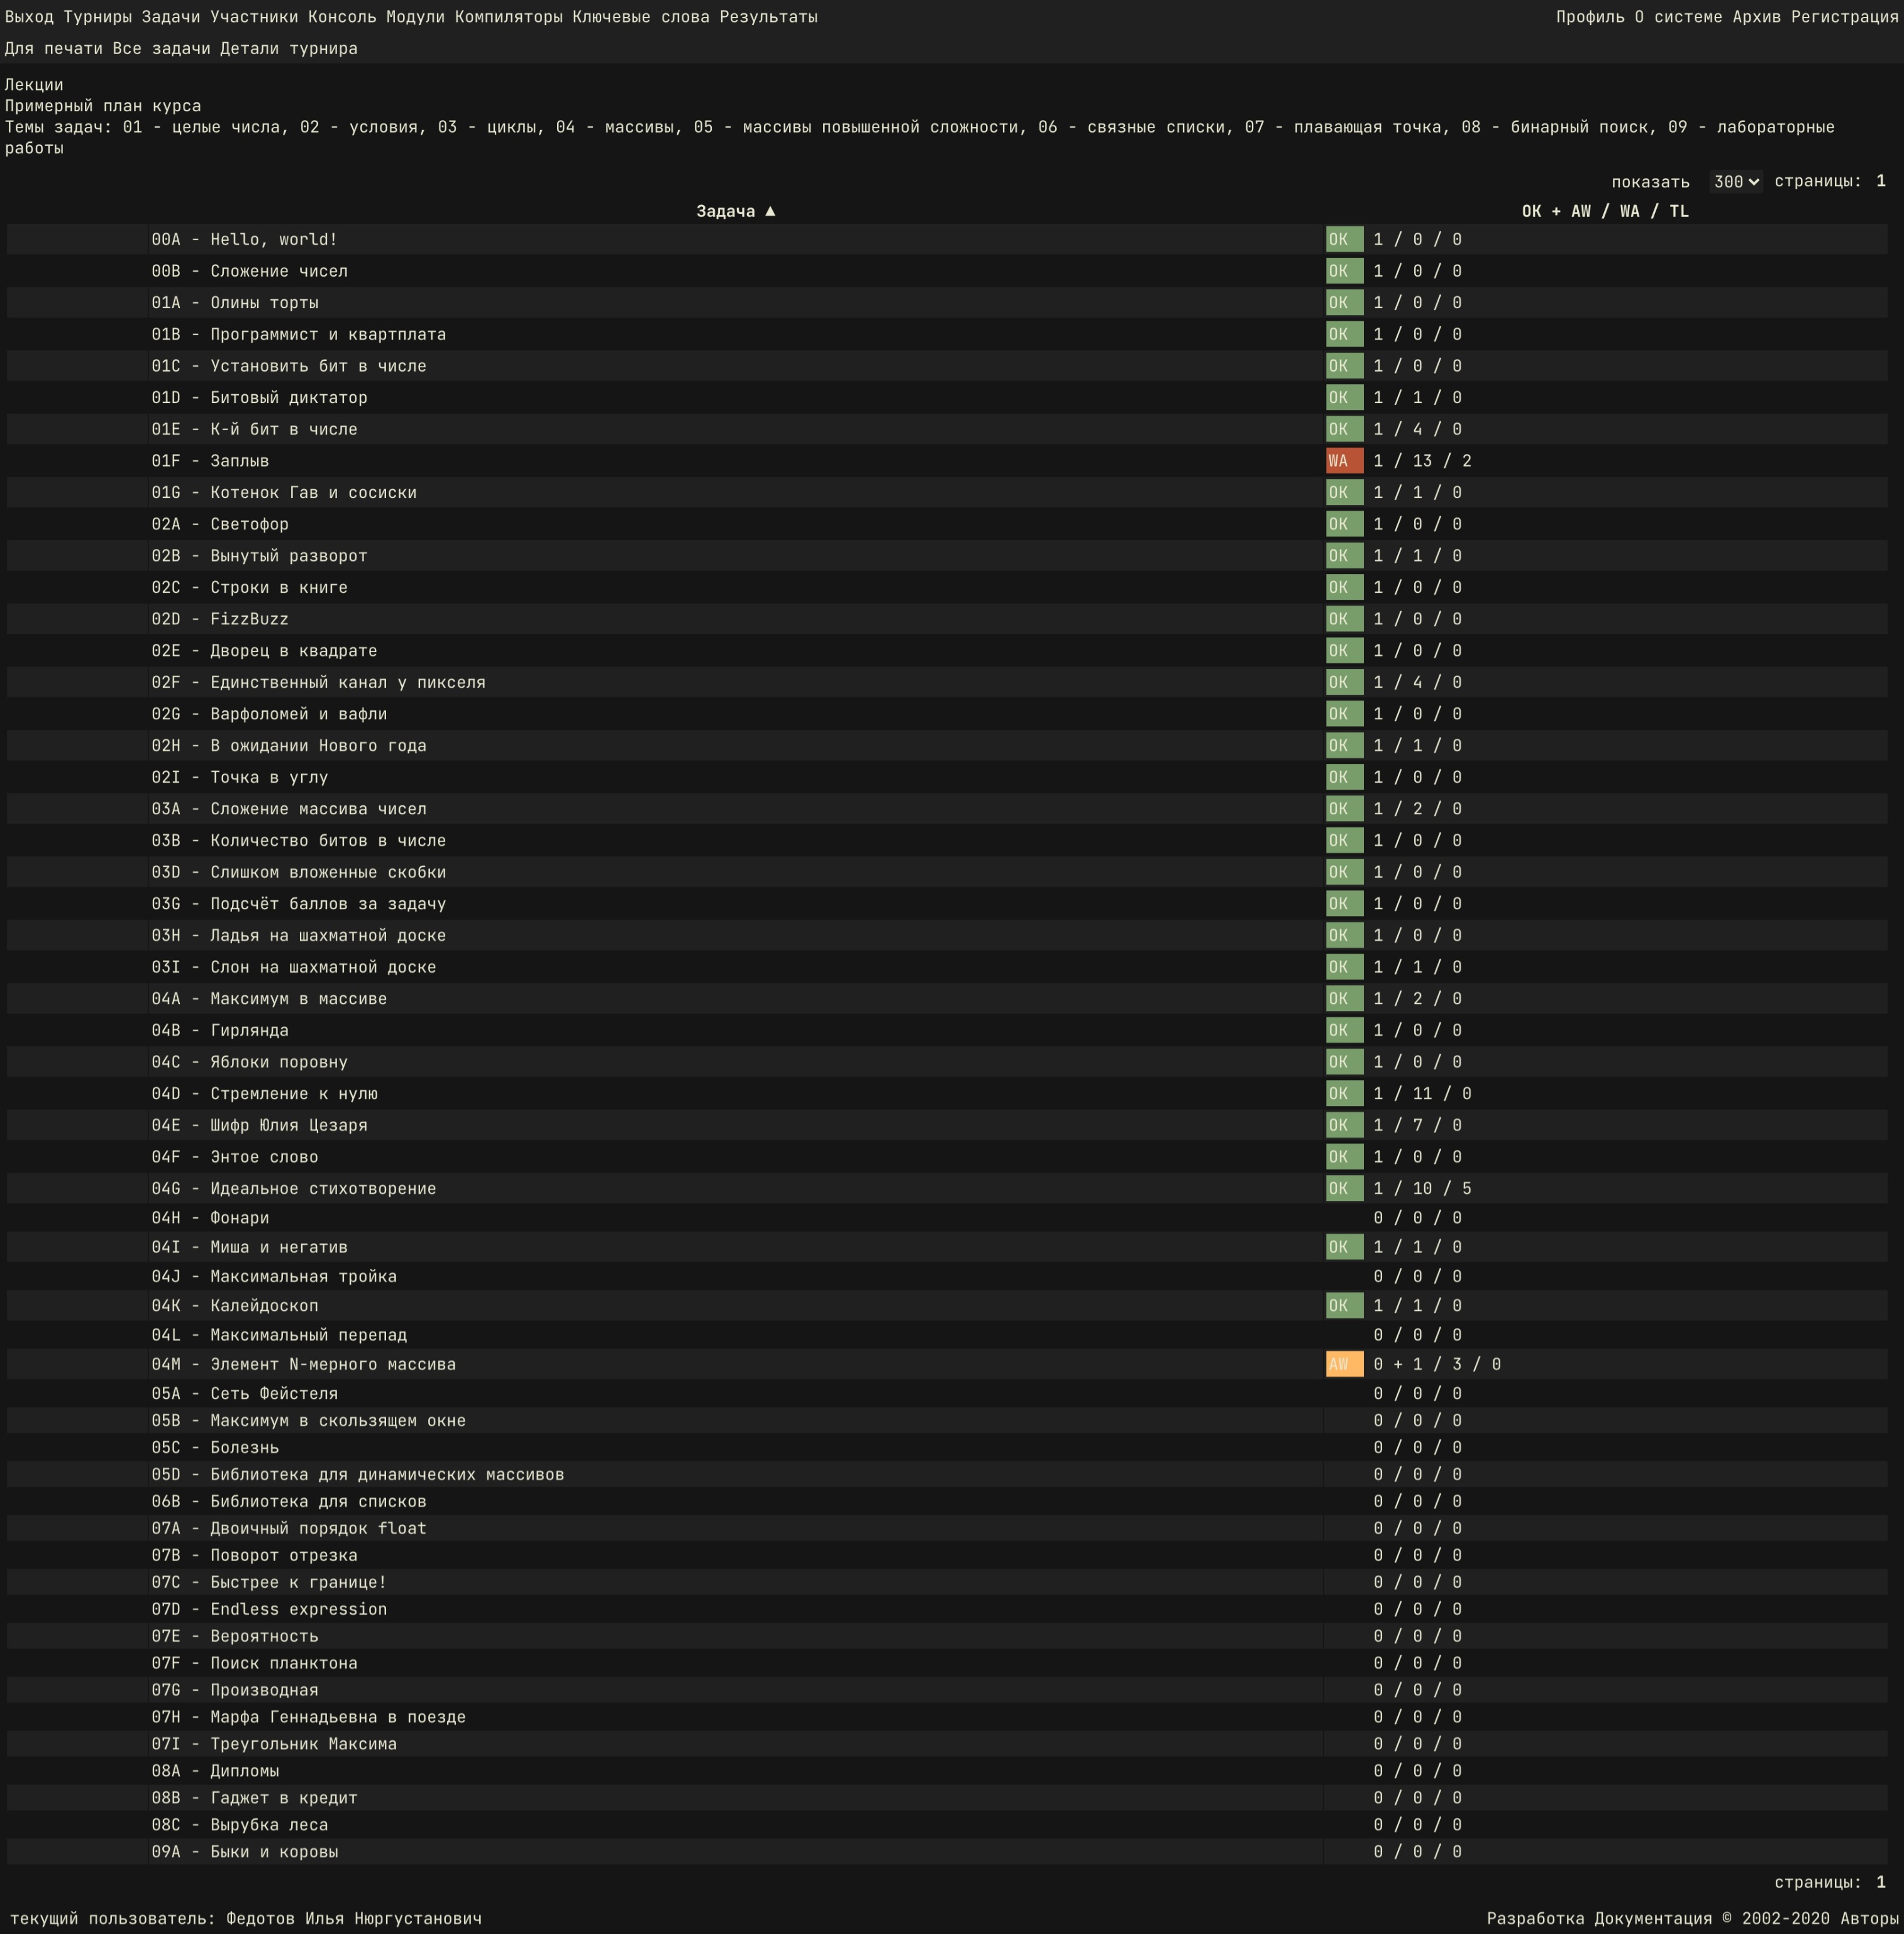 Выход Турниры Задачи Участники Консоль Модули Компиляторы Ключевые слова Результаты Профиль О системе Архив Регистрация
Для печати Все задачи Детали турнира
Лекции
Примерный план курса
Темы задач: 01 - целые числа, 02 - условия, 03 - циклы, 04 - массивы, 05 - массивы повышенной сложности, 06 - связные списки, 07 - плавающая точка, 08 - бинарный поиск, 09 - лабораторные
работы
показать 300 страницы: 1
Задача ▲ OK + AW / WA / TL
00A - Hello, world! OK 1 / 0 / 0
00B - Сложение чисел OK 1 / 0 / 0
01A - Олины торты OK 1 / 0 / 0
01B - Программист и квартплата OK 1 / 0 / 0
01C - Установить бит в числе OK 1 / 0 / 0
01D - Битовый диктатор OK 1 / 1 / 0
01E - К-й бит в числе OK 1 / 4 / 0
01F - Заплыв WA 1 / 13 / 2
01G - Котенок Гав и сосиски OK 1 / 1 / 0
02A - Светофор OK 1 / 0 / 0
02B - Вынутый разворот OK 1 / 1 / 0
02C - Строки в книге OK 1 / 0 / 0
02D - FizzBuzz OK 1 / 0 / 0
02E - Дворец в квадрате OK 1 / 0 / 0
02F - Единственный канал у пикселя OK 1 / 4 / 0
02G - Варфоломей и вафли OK 1 / 0 / 0
02H - В ожидании Нового года OK 1 / 1 / 0
02I - Точка в углу OK 1 / 0 / 0
03A - Сложение массива чисел OK 1 / 2 / 0
03B - Количество битов в числе OK 1 / 0 / 0
03D - Слишком вложенные скобки OK 1 / 0 / 0
03G - Подсчёт баллов за задачу OK 1 / 0 / 0
03H - Ладья на шахматной доске OK 1 / 0 / 0
03I - Слон на шахматной доске OK 1 / 1 / 0
04A - Максимум в массиве OK 1 / 2 / 0
04B - Гирлянда OK 1 / 0 / 0
04C - Яблоки поровну OK 1 / 0 / 0
04D - Стремление к нулю OK 1 / 11 / 0
04E - Шифр Юлия Цезаря OK 1 / 7 / 0
04F - Энтое слово OK 1 / 0 / 0
04G - Идеальное стихотворение OK 1 / 10 / 5
04H - Фонари 0 / 0 / 0
04I - Миша и негатив OK 1 / 1 / 0
04J - Максимальная тройка 0 / 0 / 0
04K - Калейдоскоп OK 1 / 1 / 0
04L - Максимальный перепад 0 / 0 / 0
04M - Элемент N-мерного массива AW 0 + 1 / 3 / 0
05A - Сеть Фейстеля 0 / 0 / 0
05B - Максимум в скользящем окне 0 / 0 / 0
05C - Болезнь 0 / 0 / 0
05D - Библиотека для динамических массивов 0 / 0 / 0
06B - Библиотека для списков 0 / 0 / 0
07A - Двоичный порядок float 0 / 0 / 0
07B - Поворот отрезка 0 / 0 / 0
07C - Быстрее к границе! 0 / 0 / 0
07D - Endless expression 0 / 0 / 0
07E - Вероятность 0 / 0 / 0
07F - Поиск планктона 0 / 0 / 0
07G - Производная 0 / 0 / 0
07H - Марфа Геннадьевна в поезде 0 / 0 / 0
07I - Треугольник Максима 0 / 0 / 0
08A - Дипломы 0 / 0 / 0
08B - Гаджет в кредит 0 / 0 / 0
08C - Вырубка леса 0 / 0 / 0
09A - Быки и коровы 0 / 0 / 0
страницы: 1
текущий пользователь: Федотов Илья Нюргустанович Разработка Документация © 2002-2020 Авторы